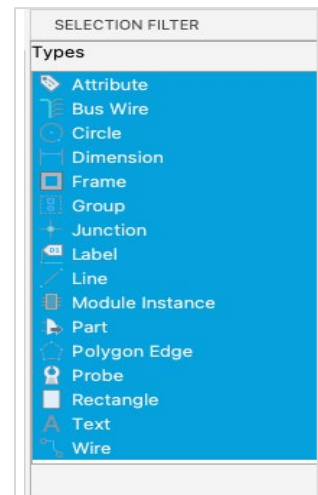 SELECTION FILTER
Types
Attribute
Bus Wire
Circle
Dimension
Frame
Group
Junction
Label
Line
Module Instance
Part
Polygon Edge
Probe
Rectangle
Text
Wire